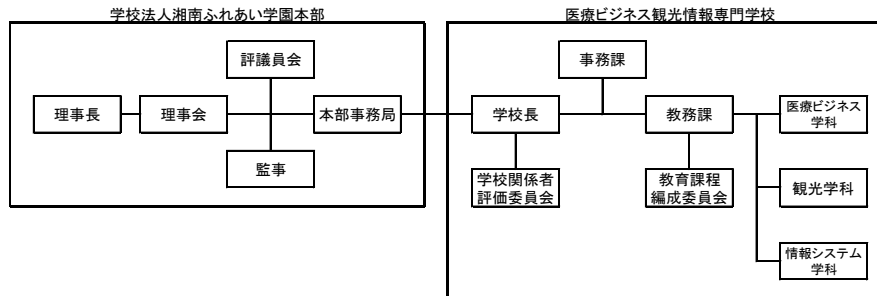 学校法人湘南ふれあい学園本部
医療ビジネス観光情報専門学校
評議員会
事務課
理事長
理事会
本部事務局
学校長
教務課
医療ビジネス
学科
監事
学校関係者
評価委員会
教育課程
編成委員会
観光学科
情報システム
学科